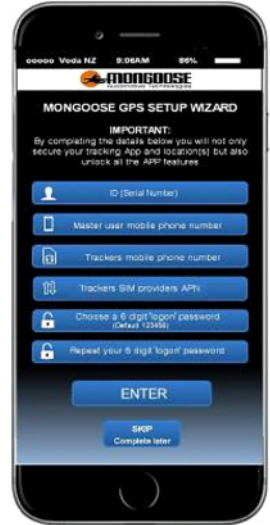 ooooo Voda NZ 9:06AM 86%
MONGOOSE
Automotive Technologies
MONGOOSE GPS SETUP WIZARD
IMPORTANT:
By completing the details below you will not only
secure your tracking App and location(s) but also
unlock all the APP features
ID (Serial Number)
Master user mobile phone number
Trackers mobile phone number
Trackers SIM providers APN
Choose a 6 digit 'logon' password
(Default 123456)
Repeat your 6 digit 'logon' password
ENTER
SKIP
Complete later